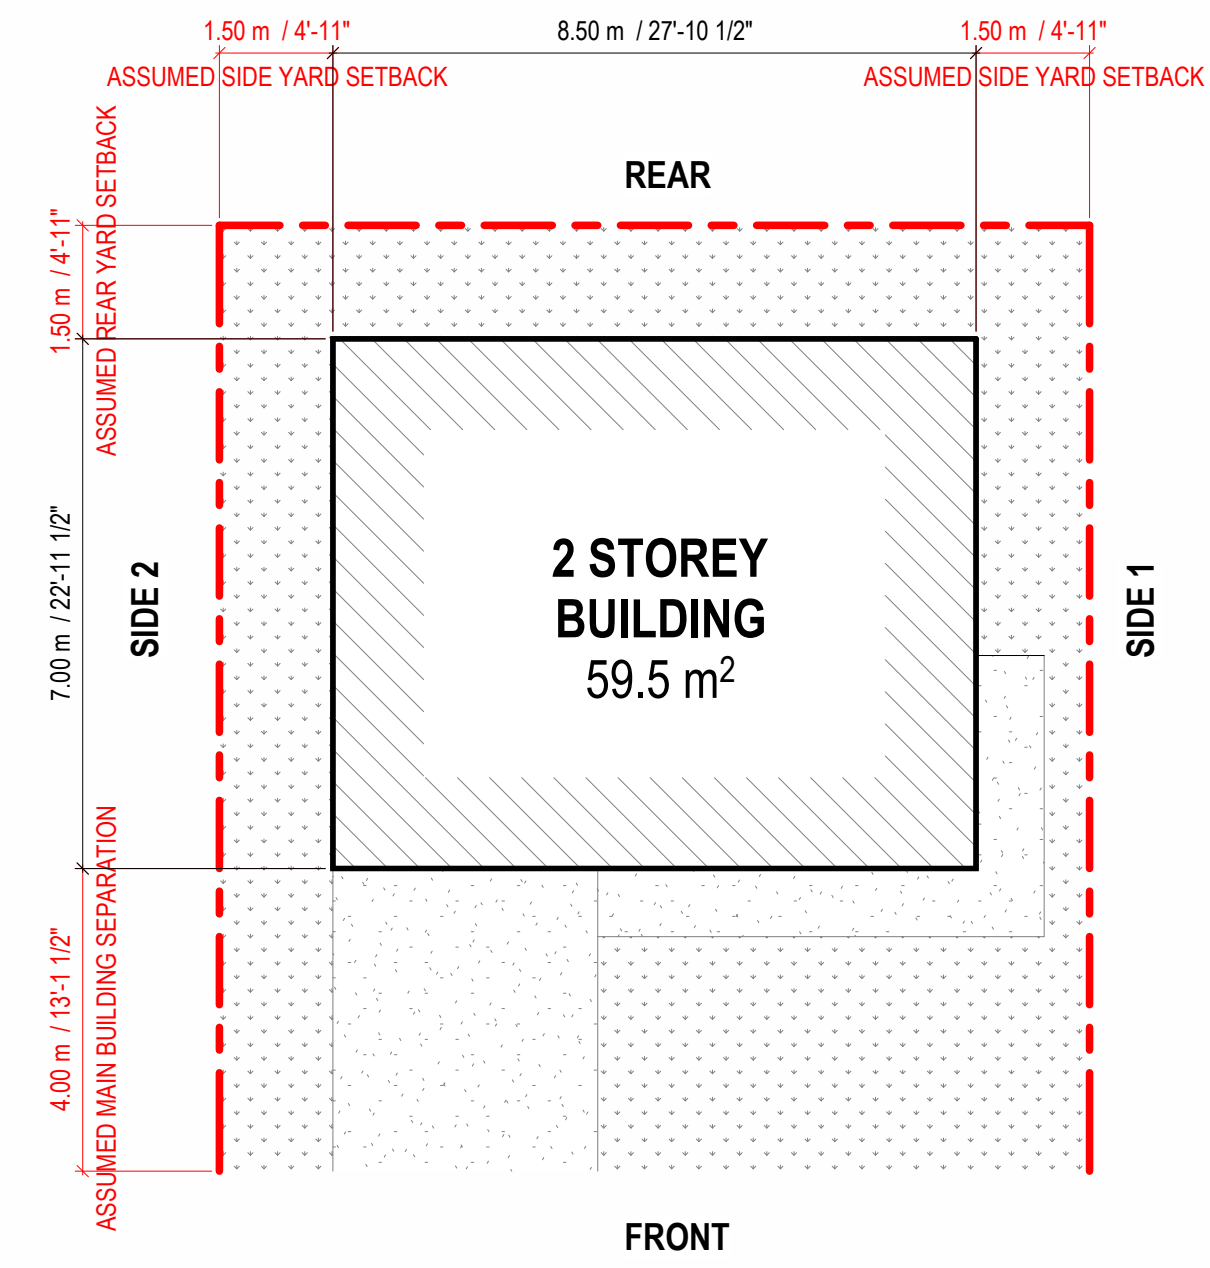 1.50 m / 4'-11"
8.50 m / 27'-10 1/2"
1.50 m / 4'-11"
ASSUMED SIDE YARD SETBACK
ASSUMED SIDE YARD SETBACK
REAR
1.50 m / 4'-11"
ASSUMED REAR YARD SETBACK
7.00 m / 22'-11 1/2"
SIDE 2
2 STOREY
BUILDING
59.5 m²
SIDE 1
4.00 m / 13'-1 1/2"
ASSUMED MAIN BUILDING SEPARATION
FRONT